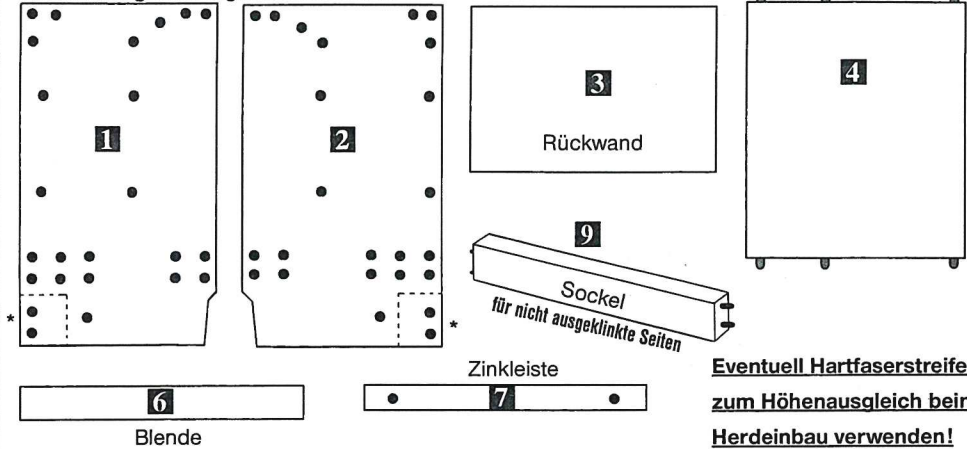 1
2
3
Rückwand
4
9
Sockel
für nicht ausgeklinkte Seiten
*
*
6
Blende
Zinkleiste
7
Eventuell Hartfaserstreife
zum Höhenausgleich beim
Herdeinbau verwenden!